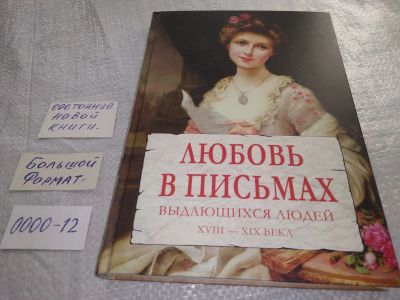 СОСТОЯНИЕ
НОВОЙ
КНИГИ.
БОЛЬШОЙ
ФОРМАТ-
0000-12
ЛЮБОВЬ
В ПИСЬМАХ
ВЫДАЮЩИХСЯ ЛЮДЕЙ
XVIII — XIX ВЕКА